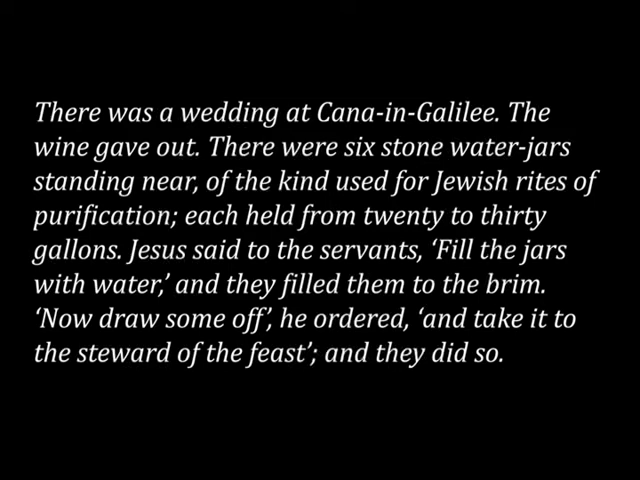 There was a wedding at Cana-in-Galilee. The
wine gave out. There were six stone water-jars
standing near, of the kind used for Jewish rites of
purification; each held from twenty to thirty
gallons. Jesus said to the servants, ‘Fill the jars
with water,’ and they filled them to the brim.
‘Now draw some off’, he ordered, ‘and take it to
the steward of the feast’; and they did so.